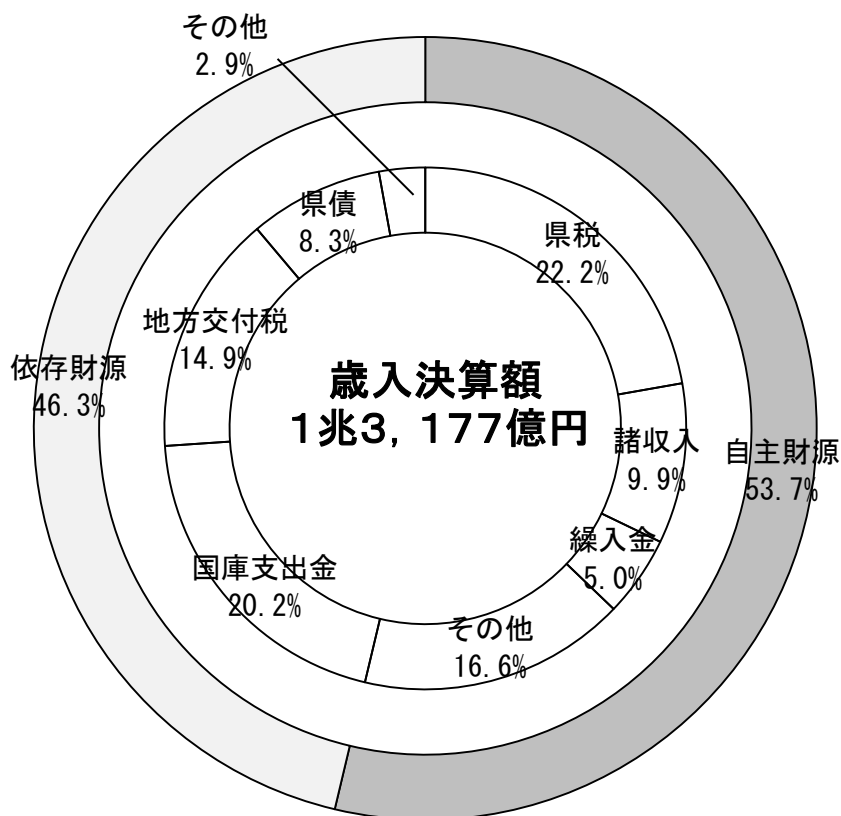 その他
2.9%
県債
8.3%
県税
22.2%
地方交付税
14.9%
依存財源
46.3%
歳入決算額
1兆3,177億円
諸収入
9.9%
自主財源
53.7%
繰入金
5.0%
国庫支出金
20.2%
その他
16.6%